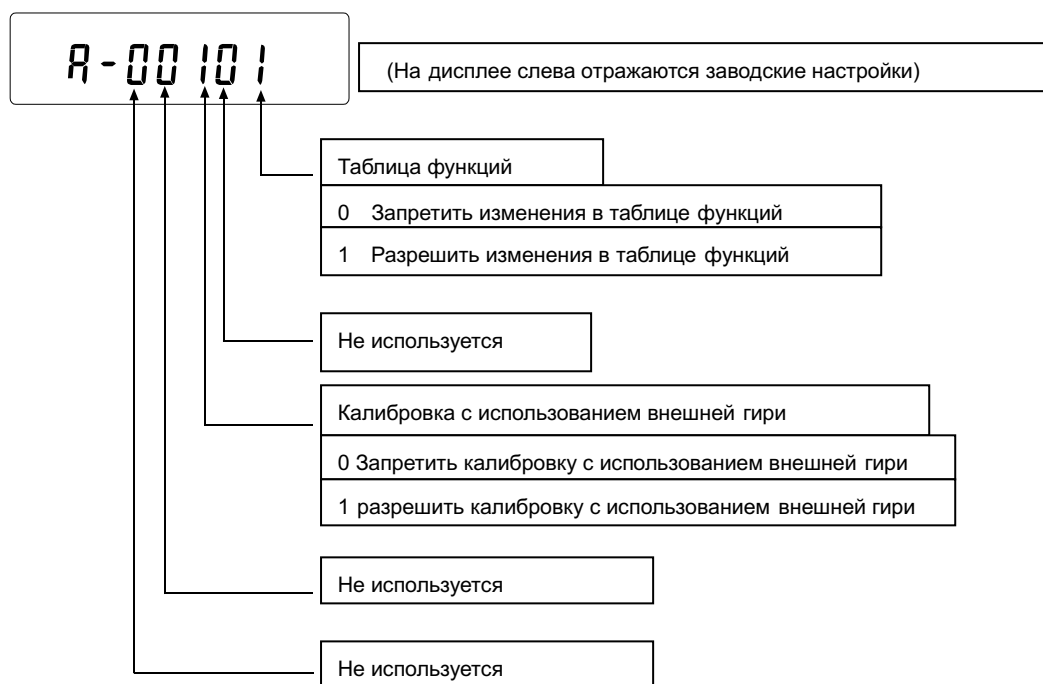 A-00101
(На дисплее слева отражаются заводские настройки)
Таблица функций
0 Запретить изменения в таблице функций
1 Разрешить изменения в таблице функций
Не используется
Калибровка с использованием внешней гири
0 Запретить калибровку с использованием внешней гири
1 разрешить калибровку с использованием внешней гири
Не используется
Не используется